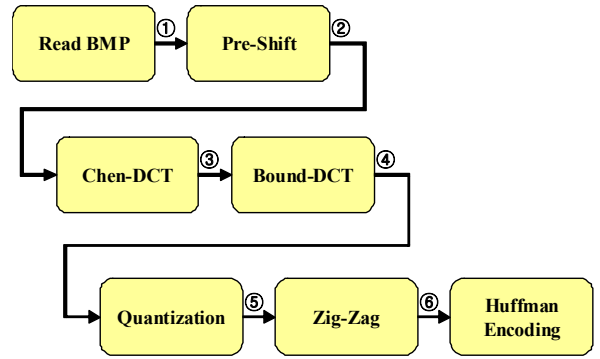 Read BMP
①
Pre-Shift
②
Chen-DCT
③
Bound-DCT
④
Quantization
⑤
Zig-Zag
⑥
Huffman
Encoding